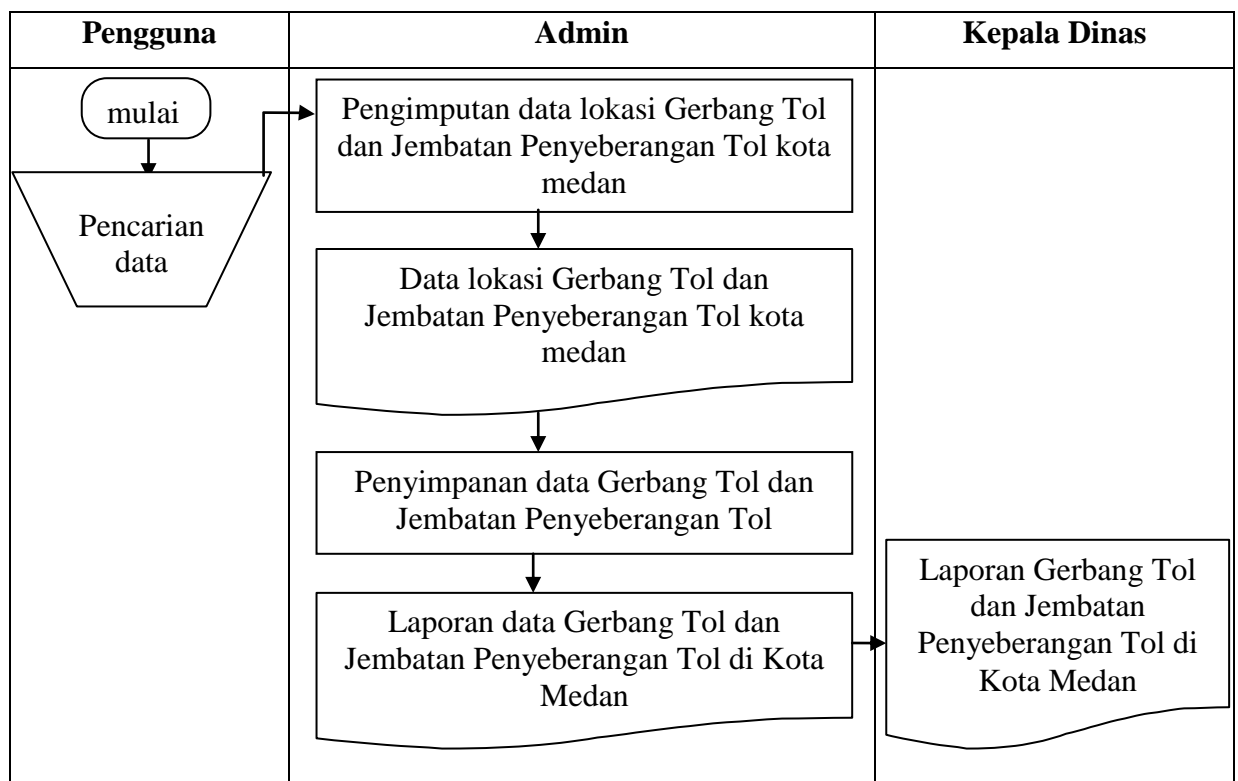 Pengguna
Admin
Kepala Dinas
mulai
Pencarian
data
Pengimputan data lokasi Gerbang Tol
dan Jembatan Penyeberangan Tol kota
medan
Data lokasi Gerbang Tol dan
Jembatan Penyeberangan Tol kota
medan
Penyimpanan data Gerbang Tol dan
Jembatan Penyeberangan Tol
Laporan data Gerbang Tol dan
Jembatan Penyeberangan Tol di Kota
Medan
Laporan Gerbang Tol
dan Jembatan
Penyeberangan Tol di
Kota Medan